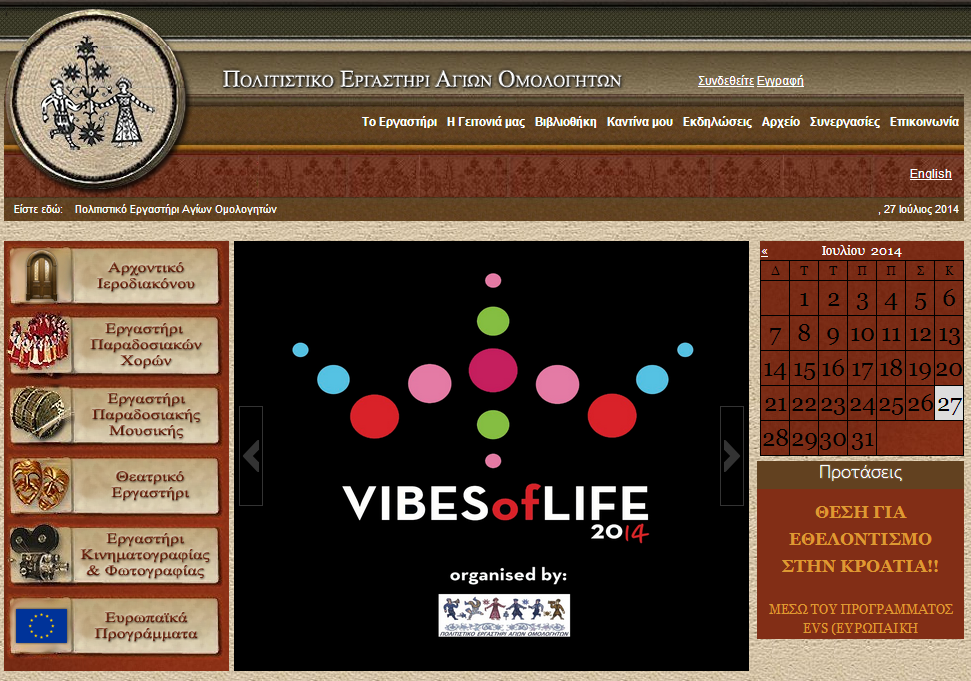 Πολιτιστικο Εργαστηρι Αγιων Ομολογητων
Συνδεθείτε Εγγραφή
Το Εργαστήρι Η Γειτονιά μας Βιβλιοθήκη Καντίνα μου Εκδηλώσεις Αρχείο Συνεργασίες Επικοινωνία
English
Είστε εδώ: Πολιτιστικό Εργαστήρι Αγίων Ομολογητών
, 27 Ιούλιος 2014
Αρχοντικό
Ιεροδιακόνου
Εργαστήρι
Παραδοσιακών
Χορών
Εργαστήρι
Παραδοσιακής
Μουσικής
Θεατρικό
Εργαστήρι
Εργαστήρι
Κινηματογραφίας
& Φωτογραφίας
Ευρωπαϊκά
Προγράμματα
VIBESofLIFE
2014
organised by:
ΠΟΛΙΤΙΣΤΙΚΟ ΕΡΓΑΣΤΗΡΙ ΑΓΙΩΝ ΟΜΟΛΟΓΗΤΩΝ
« Ιουλίου 2014
Δ Τ Τ Π Π Σ Κ
1 2 3 4 5 6
7 8 9 10 11 12 13
14 15 16 17 18 19 20
21 22 23 24 25 26 27
28 29 30 31
Προτάσεις
ΘΕΣΗ ΓΙΑ
ΕΘΕΛΟΝΤΙΣΜΟ
ΣΤΗΝ ΚΡΟΑΤΙΑ!!
ΜΕΣΩ ΤΟΥ ΠΡΟΓΡΑΜΜΑΤΟΣ
EVS (ΕΥΡΩΠΑΙΚΗ